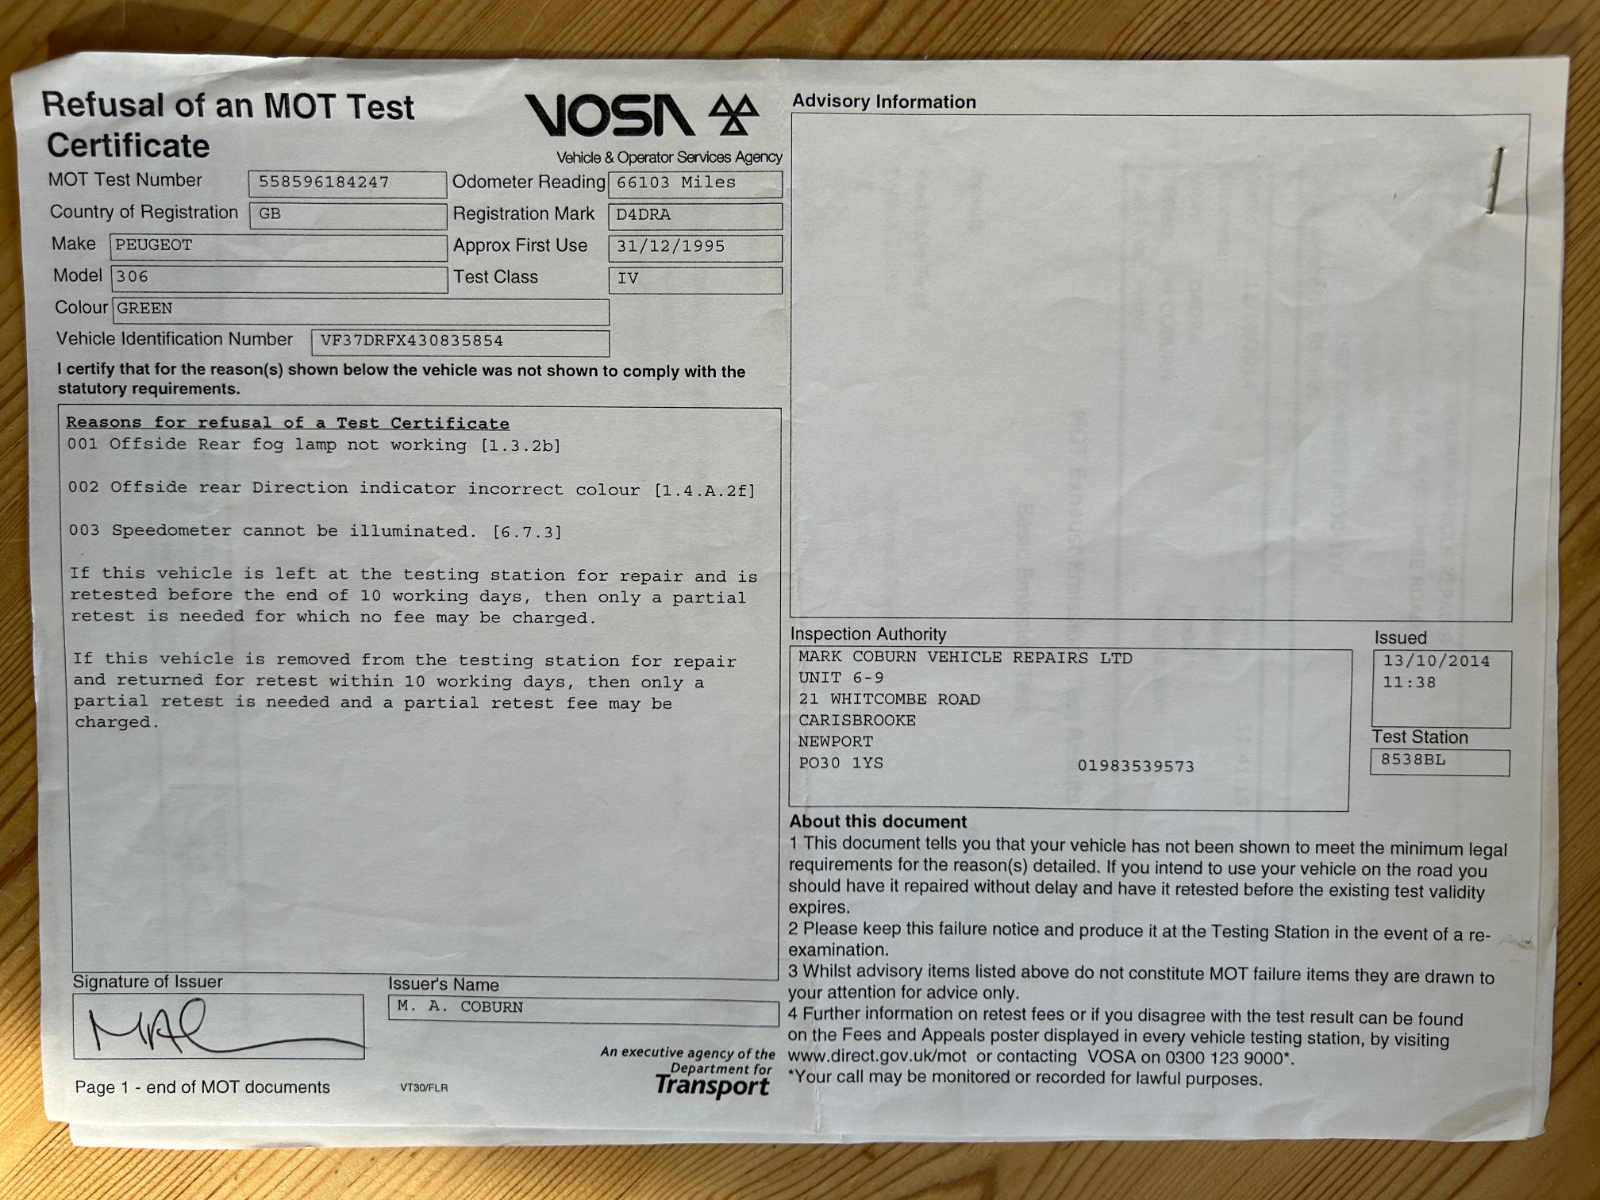 Refusal of an MOT Test
Certificate
VOSA
Vehicle & Operator Services Agency
MOT Test Number 558596184247 Odometer Reading 66103 Miles
Country of Registration GB Registration Mark D4DRA
Make PEUGEOT Approx First Use 31/12/1995
Model 306 Test Class IV
Colour GREEN
Vehicle Identification Number VF37DRFX430835854
I certify that for the reason(s) shown below the vehicle was not shown to comply with the
statutory requirements.
Reasons for refusal of a Test Certificate
001 Offside Rear fog lamp not working [1.3.2b]
002 Offside rear Direction indicator incorrect colour [1.4.A.2f]
003 Speedometer cannot be illuminated. [6.7.3]
If this vehicle is left at the testing station for repair and is
retested before the end of 10 working days, then only a partial
retest is needed for which no fee may be charged.
If this vehicle is removed from the testing station for repair
and returned for retest within 10 working days, then only a
partial retest is needed and a partial retest fee may be
charged.
Signature of Issuer
Issuer's Name
M. A. COBURN
An executive agency of the
Department for
Transport
Page 1 - end of MOT documents
VT30/FLR
Advisory Information
Inspection Authority
MARK COBURN VEHICLE REPAIRS LTD
UNIT 6-9
21 WHITCOMBE ROAD
CARISBROOKE
NEWPORT
PO30 1YS 01983539573
Issued
13/10/2014
11:38
Test Station
8538BL
About this document
1 This document tells you that your vehicle has not been shown to meet the minimum legal
requirements for the reason(s) detailed. If you intend to use your vehicle on the road you
should have it repaired without delay and have it retested before the existing test validity
expires.
2 Please keep this failure notice and produce it at the Testing Station in the event of a re-
examination.
3 Whilst advisory items listed above do not constitute MOT failure items they are drawn to
your attention for advice only.
4 Further information on retest fees or if you disagree with the test result can be found
on the Fees and Appeals poster displayed in every vehicle testing station, by visiting
www.direct.gov.uk/mot or contacting VOSA on 0300 123 9000*.
*Your call may be monitored or recorded for lawful purposes.